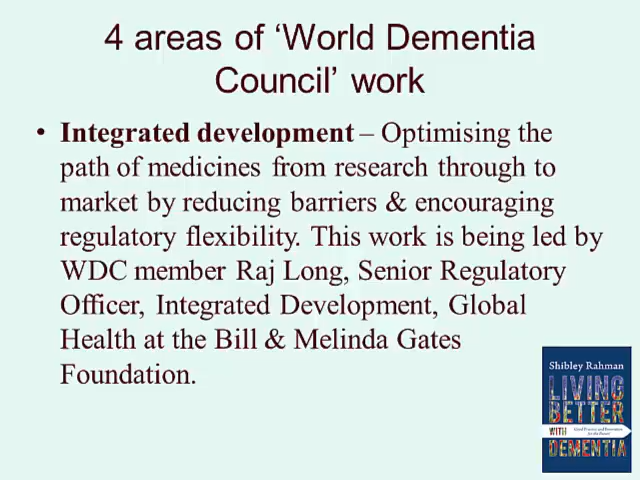 4 areas of ‘World Dementia
Council’ work
• Integrated development – Optimising the
path of medicines from research through to
market by reducing barriers & encouraging
regulatory flexibility. This work is being led by
WDC member Raj Long, Senior Regulatory
Officer, Integrated Development, Global
Health at the Bill & Melinda Gates
Foundation.
Shibley Rahman
LIVING
BETTER
WITH
DEMENTIA